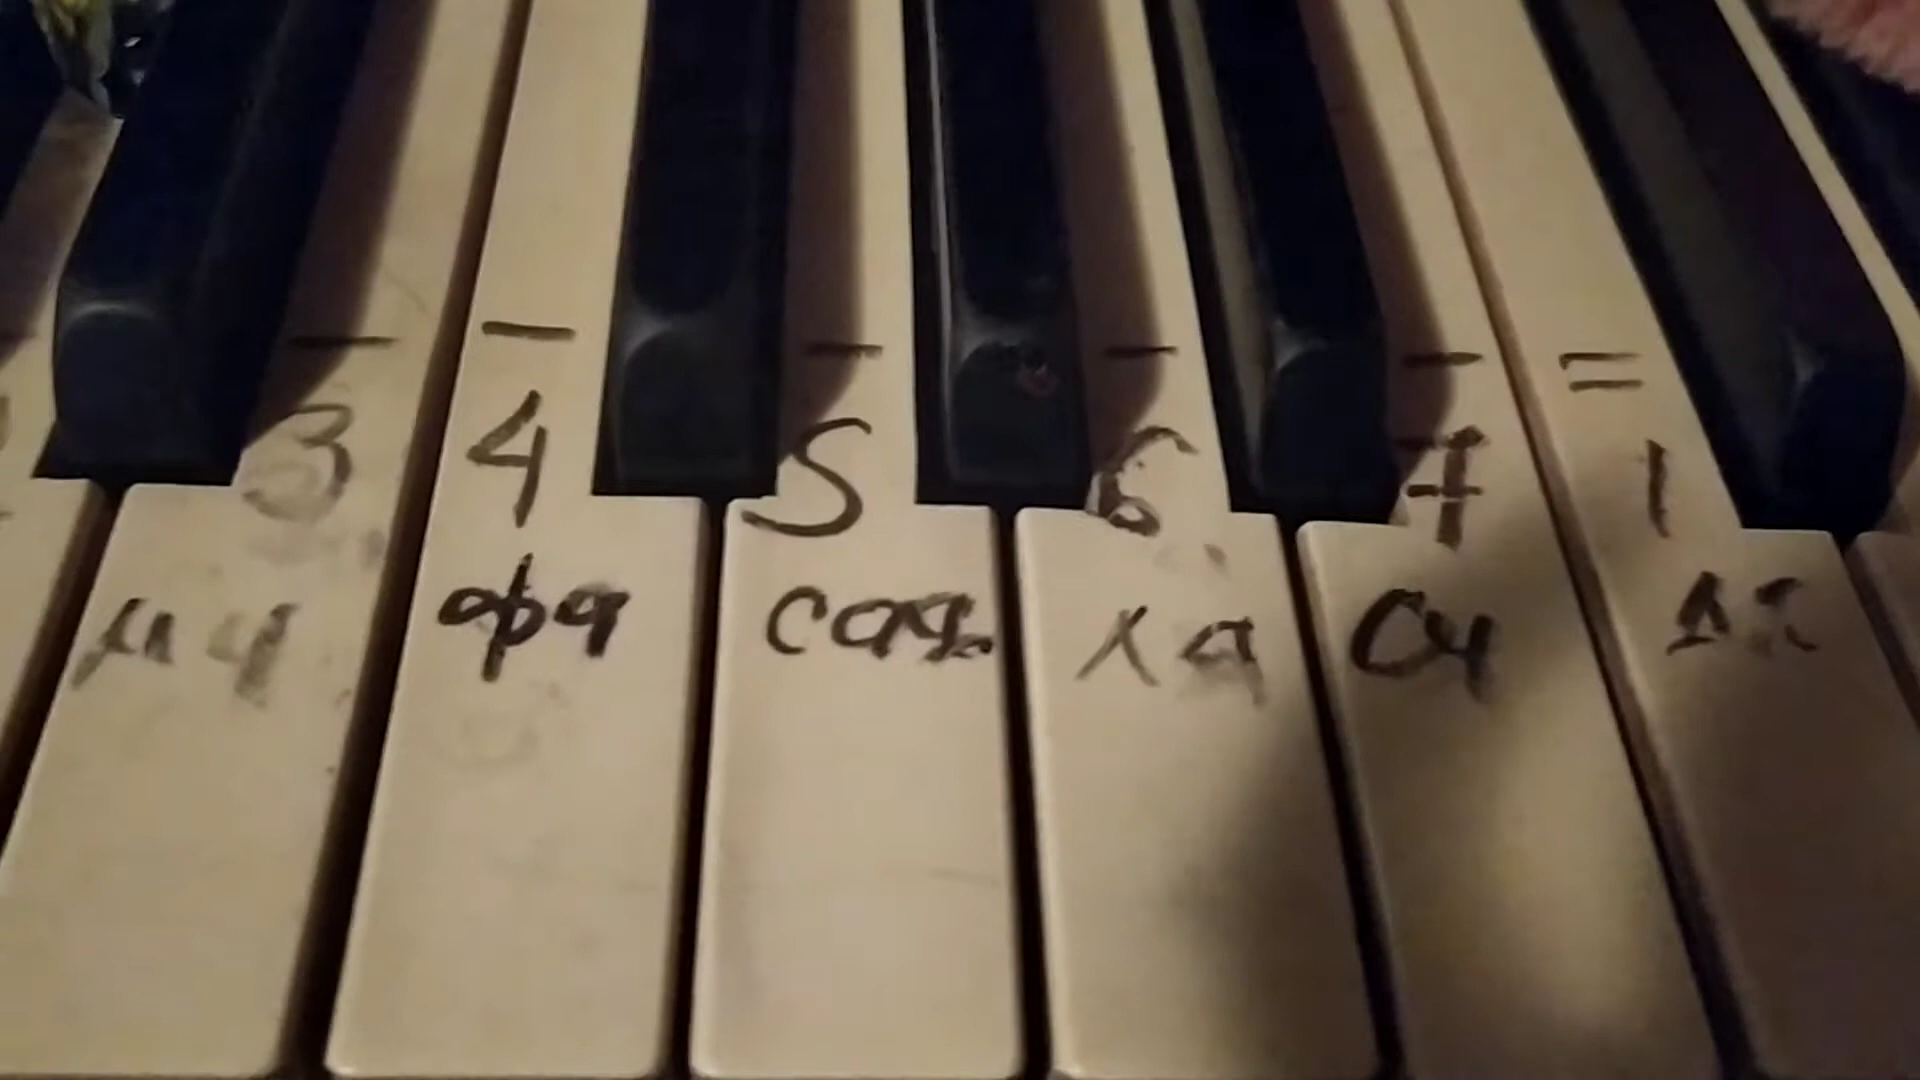 — — — — — =
3 4 5 6 7 1
ми фа соль ля си до